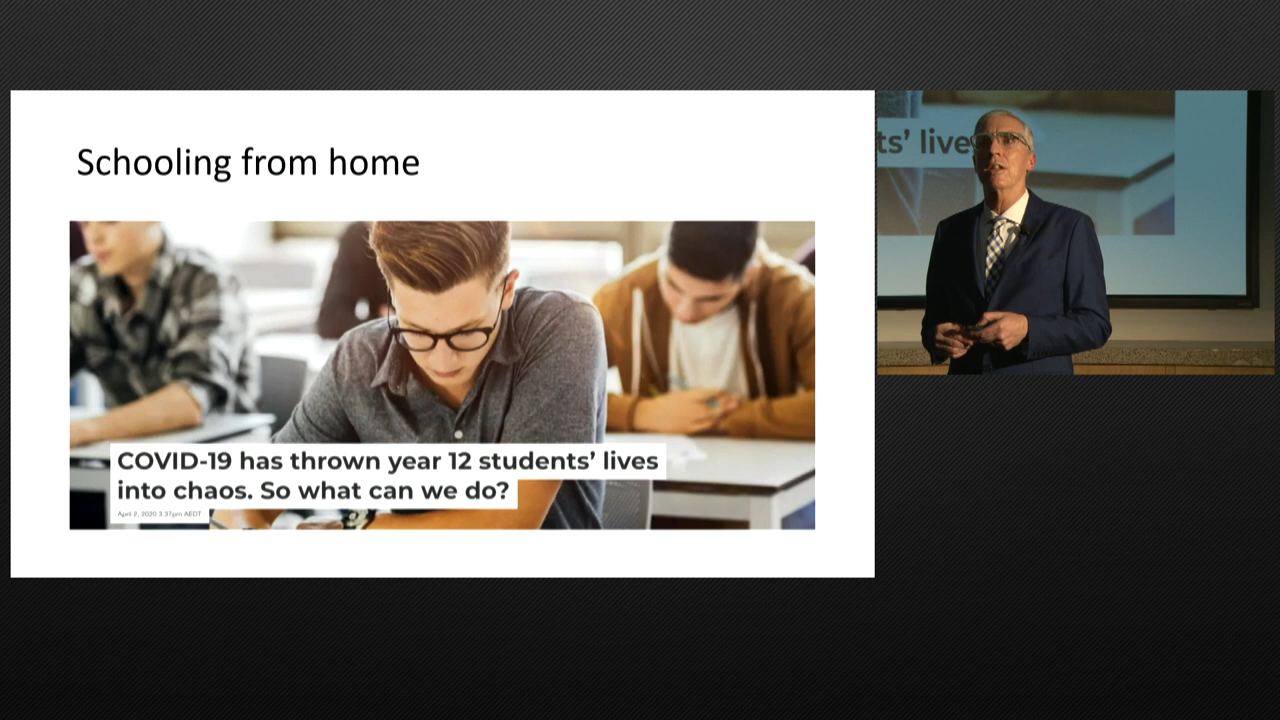 Schooling from home
COVID-19 has thrown year 12 students’ lives
into chaos. So what can we do?
April 2, 2020 3.37pm AEDT
ts’ live